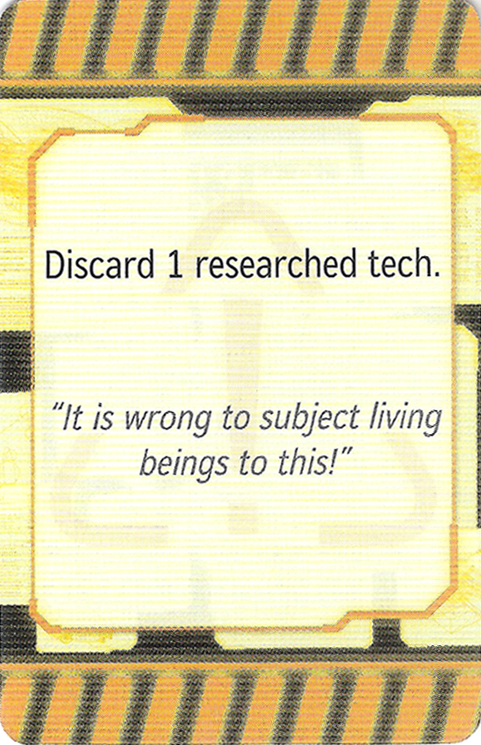 Discard 1 researched tech.
“It is wrong to subject living
beings to this!”